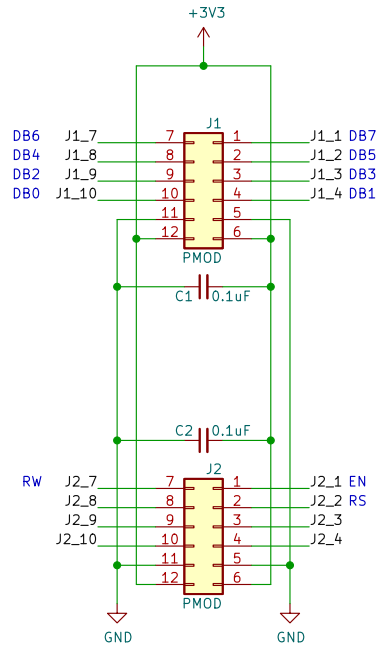 +3V3
J1
DB6 J1_7 7 1 J1_1 DB7
DB4 J1_8 8 2 J1_2 DB5
DB2 J1_9 9 3 J1_3 DB3
DB0 J1_10 10 4 J1_4 DB1
11 5
12 6
PMOD
C1 0.1uF
C2 0.1uF
J2
RW J2_7 7 1 J2_1 EN
J2_8 8 2 J2_2 RS
J2_9 9 3 J2_3
J2_10 10 4 J2_4
11 5
12 6
PMOD
GND GND